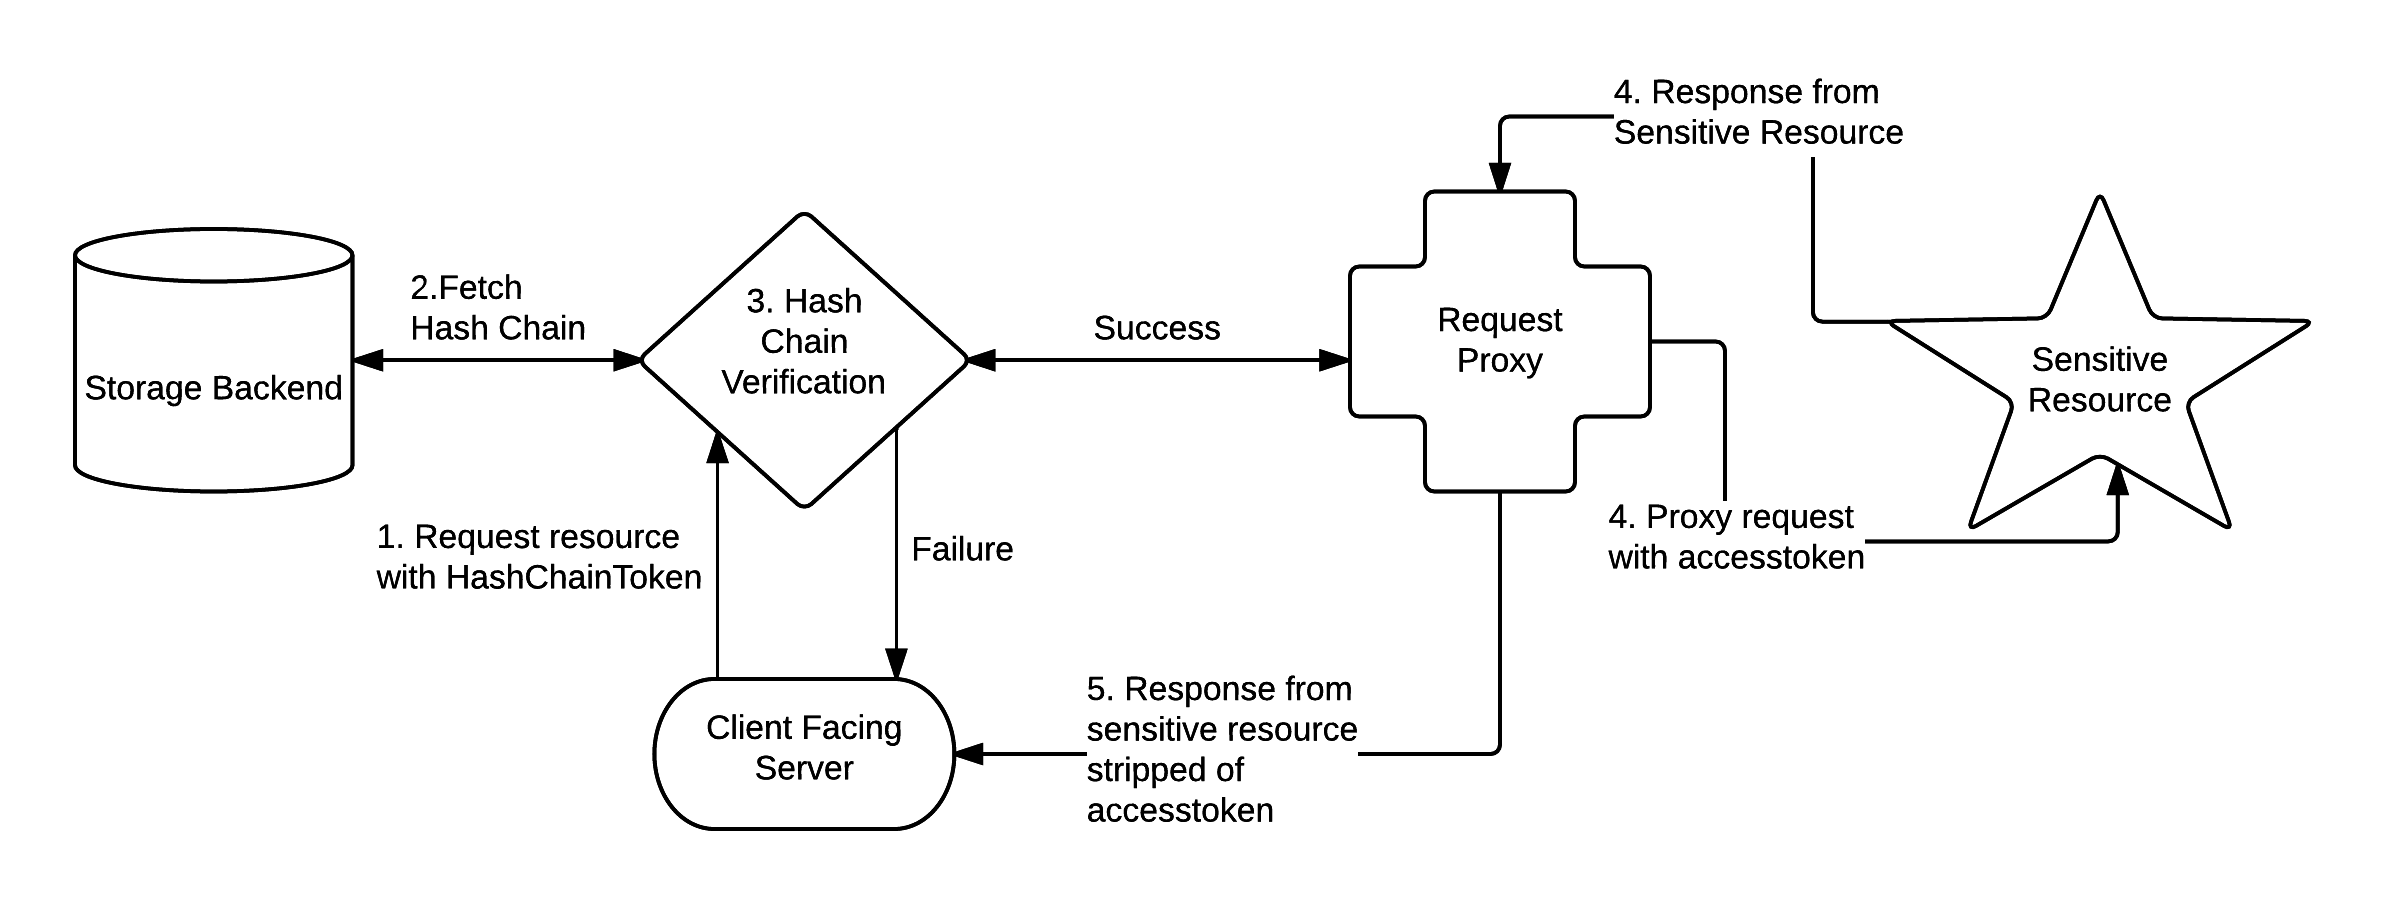 4. Response from
Sensitive Resource
2.Fetch
Hash Chain
Storage Backend
3. Hash
Chain
Verification
Success
Request
Proxy
Sensitive
Resource
1. Request resource
with HashChainToken
Failure
4. Proxy request
with accesstoken
Client Facing
Server
5. Response from
sensitive resource
stripped of
accesstoken